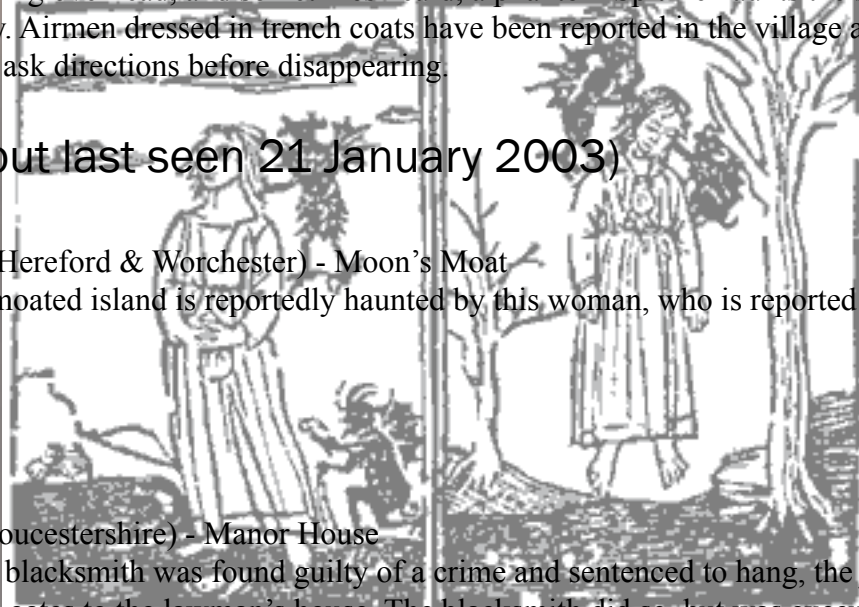 . Airmen dressed in trench coats have been reported in the village a
ask directions before disappearing.
out last seen 21 January 2003)
Hereford & Worchester) - Moon’s Moat
moated island is reportedly haunted by this woman, who is reported
oucestershire) - Manor House
blacksmith was found guilty of a crime and sentenced to hang, the